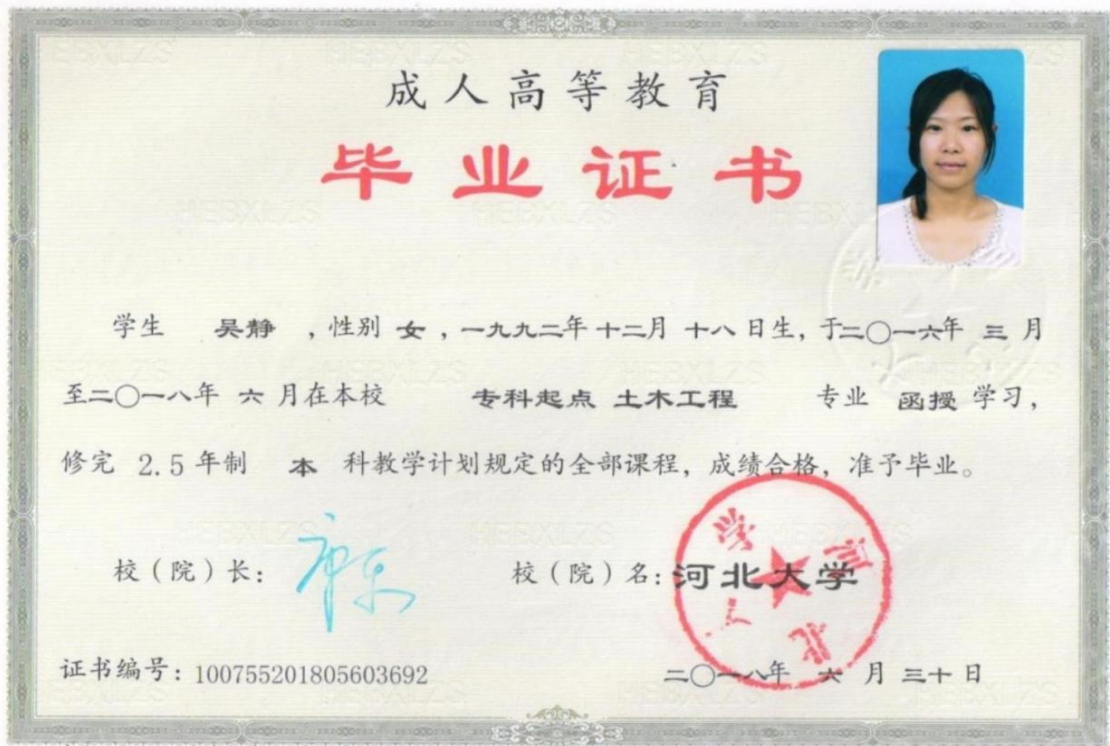 成人高等教育
毕业证书
学生 吴静 ，性别 女 ，一九九二年 十二月 十八 日生，于二〇一六年 三 月
至二〇一八年 六 月在本校 专科起点 土木工程 专业 函授 学习，
修完 2.5 年制 本 科教学计划规定的全部课程，成绩合格，准予毕业。
校（院）长： 校（院）名：河北大学
证书编号：100755201805603692 二〇一八年 六 月 三十 日
HEBXLZS